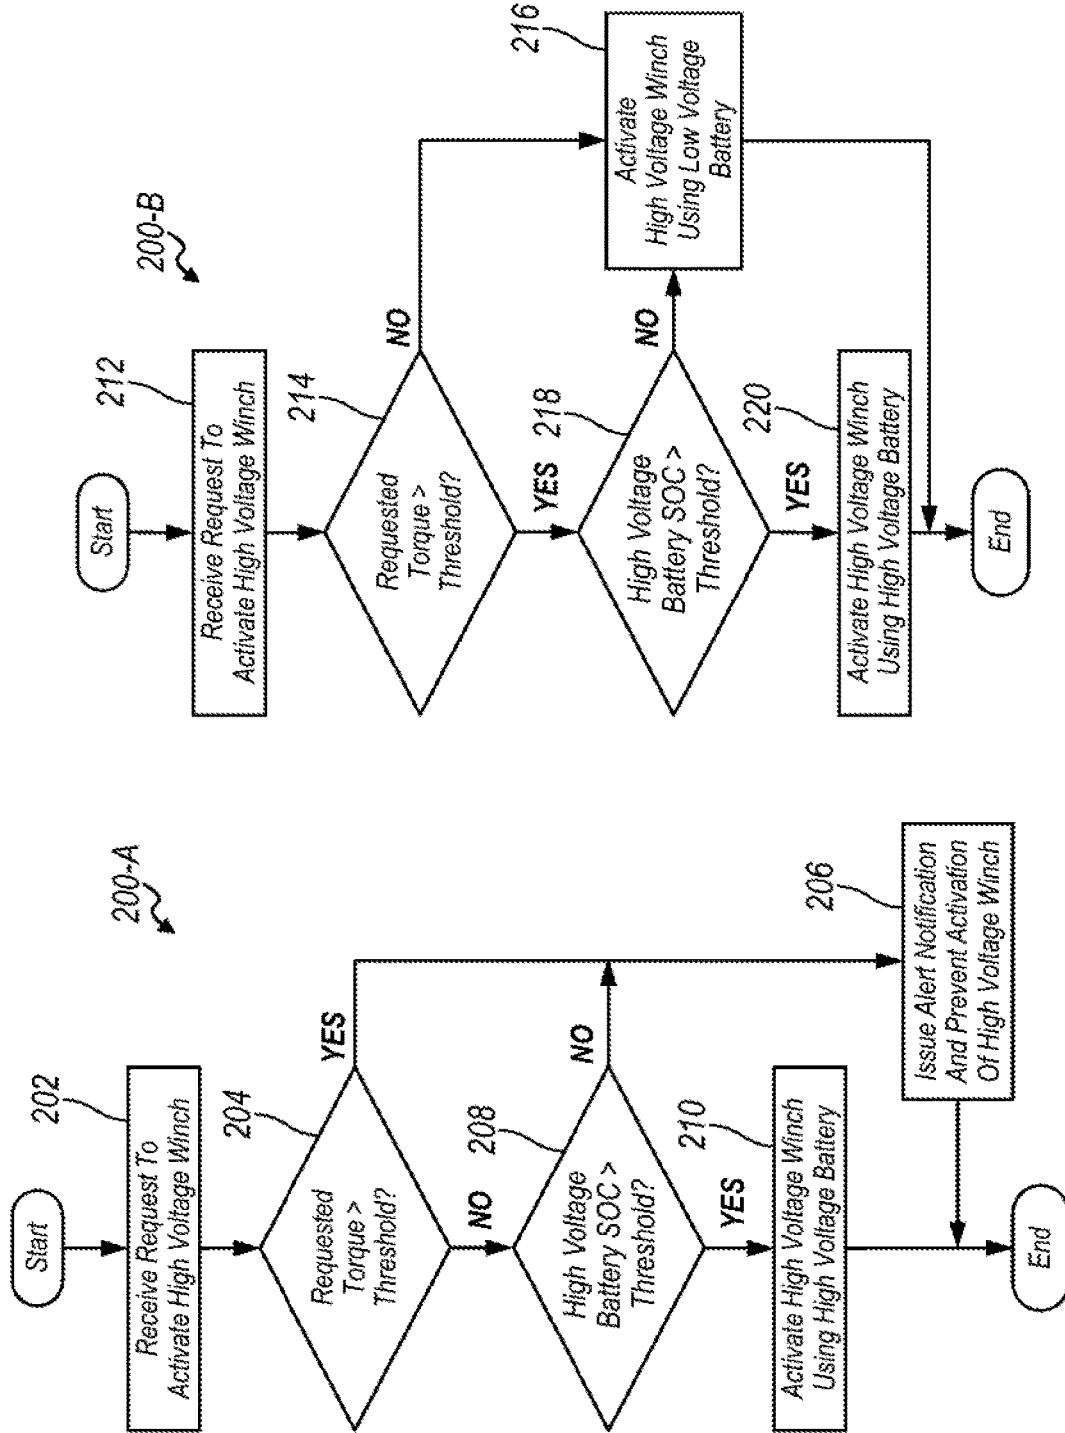 200-A
Start
202
Receive Request To
Activate High Voltage Winch
204
Requested
Torque >
Threshold?
YES
NO
208
High Voltage
Battery SOC >
Threshold?
NO
YES
210
Activate High Voltage Winch
Using High Voltage Battery
206
Issue Alert Notification
And Prevent Activation
Of High Voltage Winch
End
200-B
Start
212
Receive Request To
Activate High Voltage Winch
214
Requested
Torque >
Threshold?
NO
YES
216
Activate
High Voltage Winch
Using Low Voltage
Battery
218
High Voltage
Battery SOC >
Threshold?
NO
YES
220
Activate High Voltage Winch
Using High Voltage Battery
End